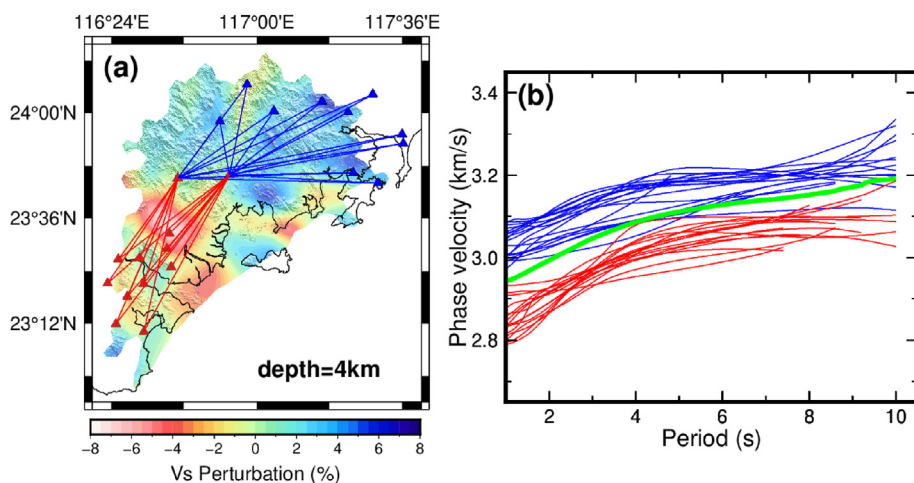 116°24'E 117°00'E 117°36'E
(a)
24°00'N
23°36'N
23°12'N
depth=4km
−8 −6 −4 −2 0 2 4 6 8
Vs Perturbation (%)
(b)
3.4
3.2
3.0
2.8
Phase velocity (km/s)
2 4 6 8 10
Period (s)